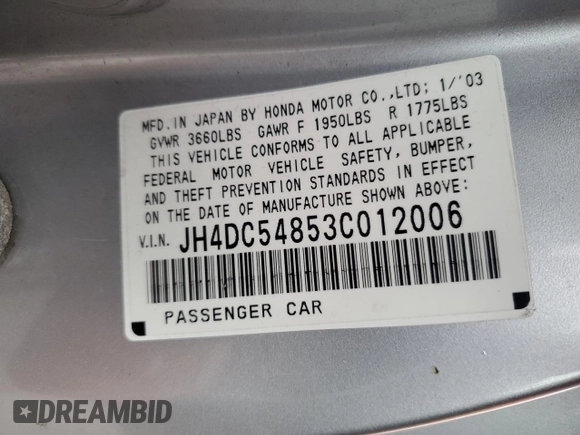 MFD. IN JAPAN BY HONDA MOTOR CO.,LTD; 1/'03
GVWR 3660LBS GAWR F 1950LBS R 1775LBS
THIS VEHICLE CONFORMS TO ALL APPLICABLE
FEDERAL MOTOR VEHICLE SAFETY, BUMPER,
AND THEFT PREVENTION STANDARDS IN EFFECT
ON THE DATE OF MANUFACTURE SHOWN ABOVE:
V.I.N. JH4DC54853C012006
PASSENGER CAR
DREAMBID